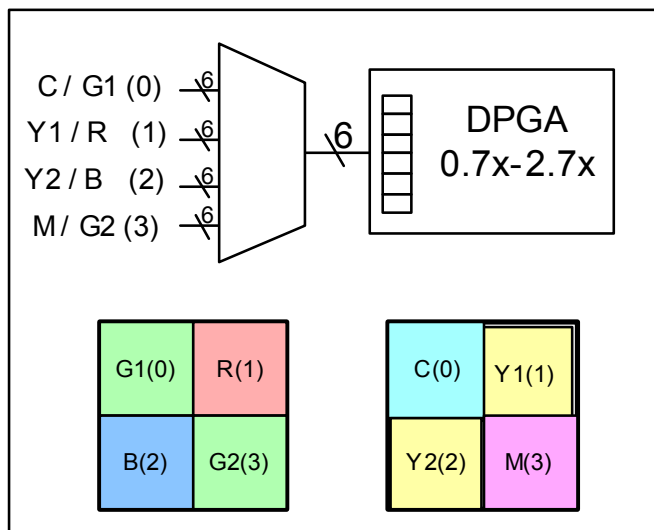 C / G1 (0) 6
Y1 / R (1) 6
Y2 / B (2) 6
M / G2 (3) 6
6
DPGA
0.7x-2.7x
G1(0) R(1)
B(2) G2(3)
C(0) Y1(1)
Y2(2) M(3)